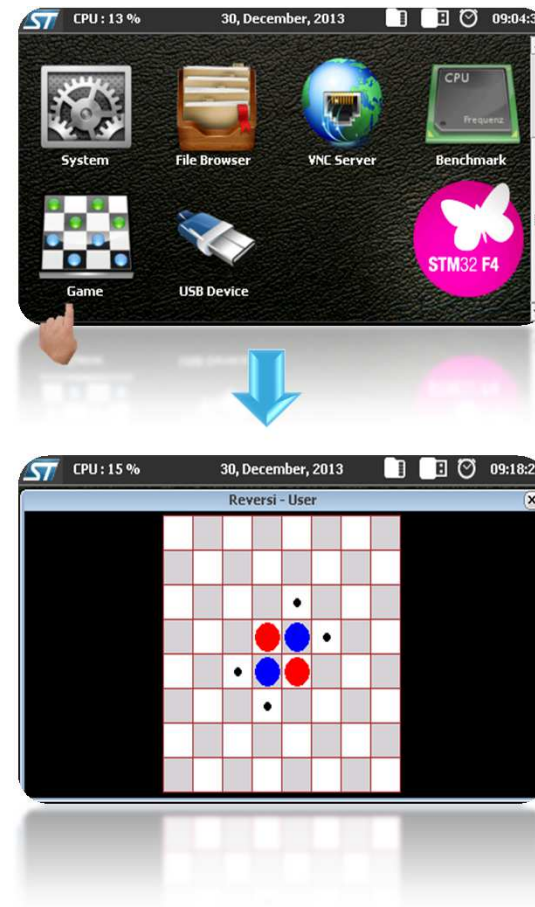 ST CPU : 13 % 30, December, 2013 09:04:3
CPU
Frequenz
System File Browser VNC Server Benchmark
STM32 F4
Game USB Device
ST CPU : 15 % 30, December, 2013 09:18:2
Reversi - User